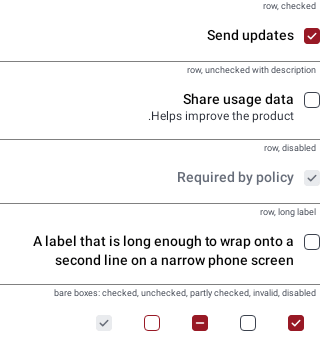 row, checked
Send updates
row, unchecked with description
Share usage data
.Helps improve the product
row, disabled
Required by policy
row, long label
A label that is long enough to wrap onto a
second line on a narrow phone screen
bare boxes: checked, unchecked, partly checked, invalid, disabled